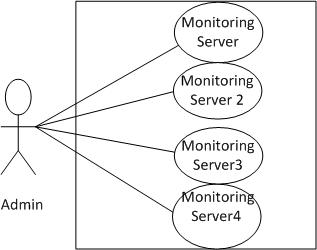 Monitoring
Server
Monitoring
Server 2
Monitoring
Server3
Monitoring
Server4
Admin